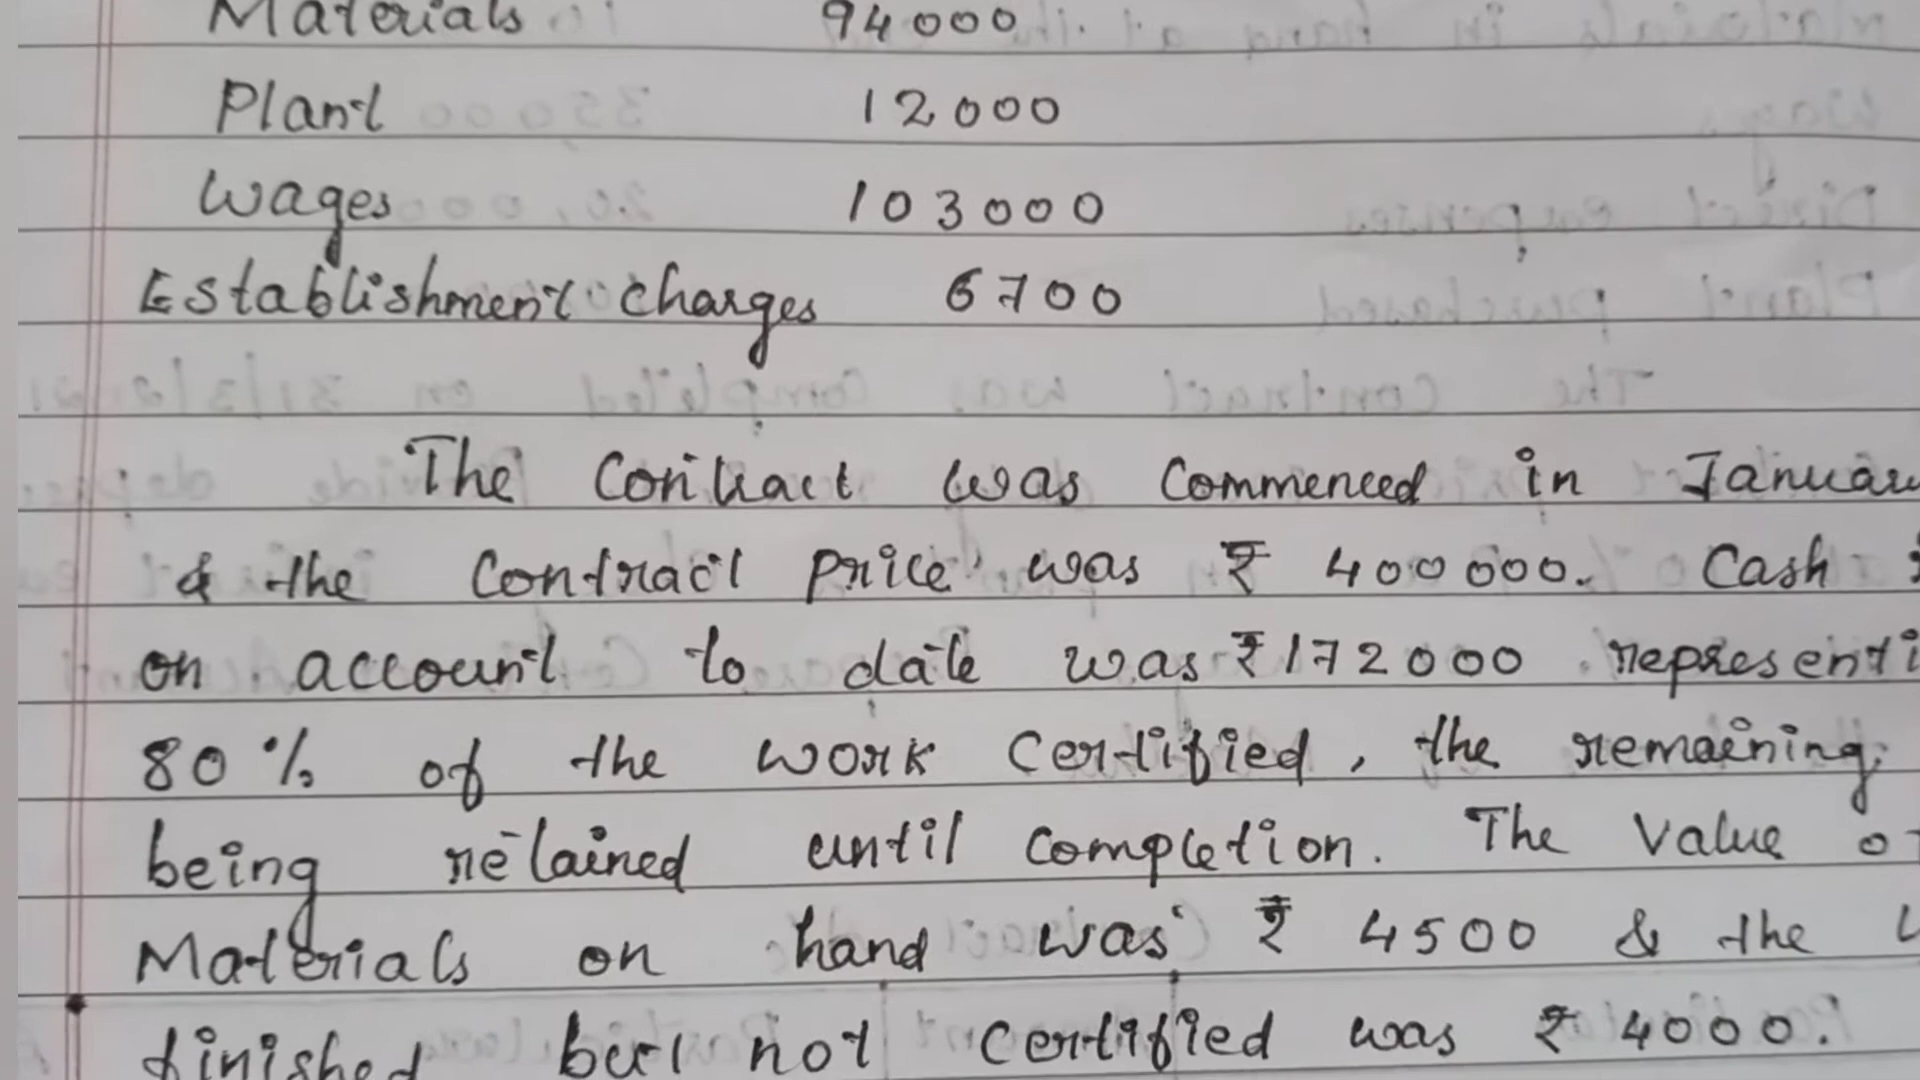 Materials 94000
Plant 12000
Wages 103000
Establishment charges 6700
The Contract was Commenced in
& the Contract Price was ₹ 400000. Cash
on account to date was ₹172000
80% of the work Certified, the remaining
being retained until completion. The Value
Materials on hand was ₹ 4500 & the
finished but not certified was ₹ 4000.